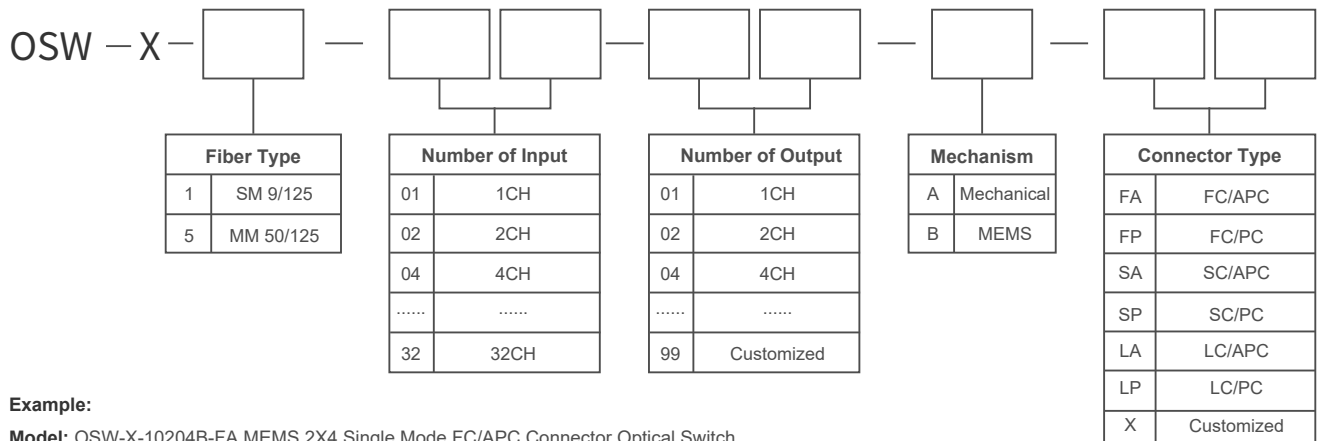 OSW — X — — — — —
Fiber Type
1 SM 9/125
5 MM 50/125
Number of Input
01 1CH
02 2CH
04 4CH
...... ......
32 32CH
Number of Output
01 1CH
02 2CH
04 4CH
...... ......
99 Customized
Mechanism
A Mechanical
B MEMS
Connector Type
FA FC/APC
FP FC/PC
SA SC/APC
SP SC/PC
LA LC/APC
LP LC/PC
X Customized
Example:
Model: OSW-X-10204B-FA MEMS 2X4 Single Mode FC/APC Connector Optical Switch